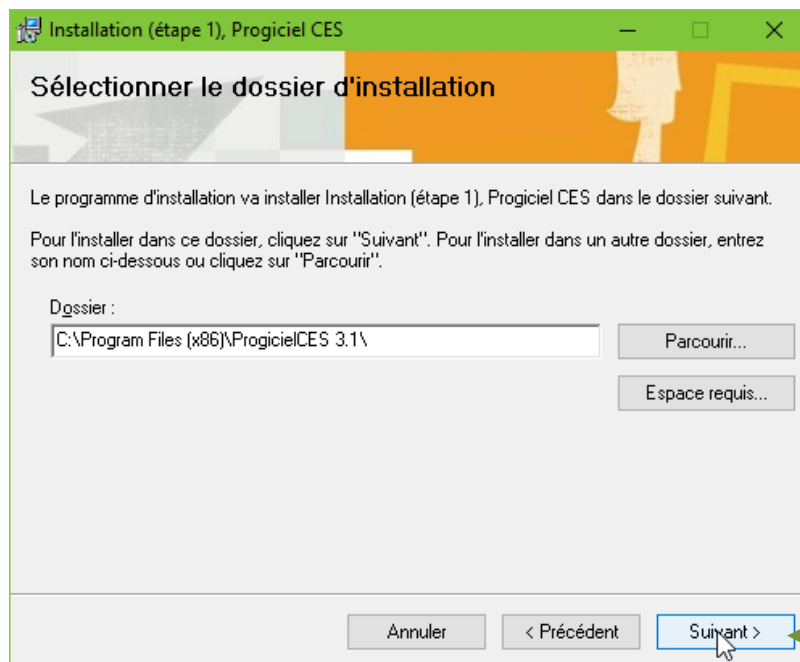 Installation (étape 1), Progiciel CES
Sélectionner le dossier d'installation
Le programme d'installation va installer Installation (étape 1), Progiciel CES dans le dossier suivant.
Pour l'installer dans ce dossier, cliquez sur "Suivant". Pour l'installer dans un autre dossier, entrez
son nom ci-dessous ou cliquez sur "Parcourir".
Dossier :
C:\Program Files (x86)\ProgicielCES 3.1\
Parcourir...
Espace requis...
Annuler
< Précédent
Suivant >